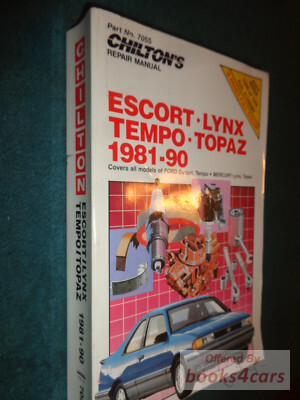 Part No. 7055
CHILTON'S
REPAIR MANUAL
ESCORT · LYNX
TEMPO · TOPAZ
1981-90
Covers all models of FORD Escort, Tempo • MERCURY Lynx, Topaz
CHILTON
ESCORT/LYNX
TEMPO/TOPAZ
1981-90
Offered By
books4cars